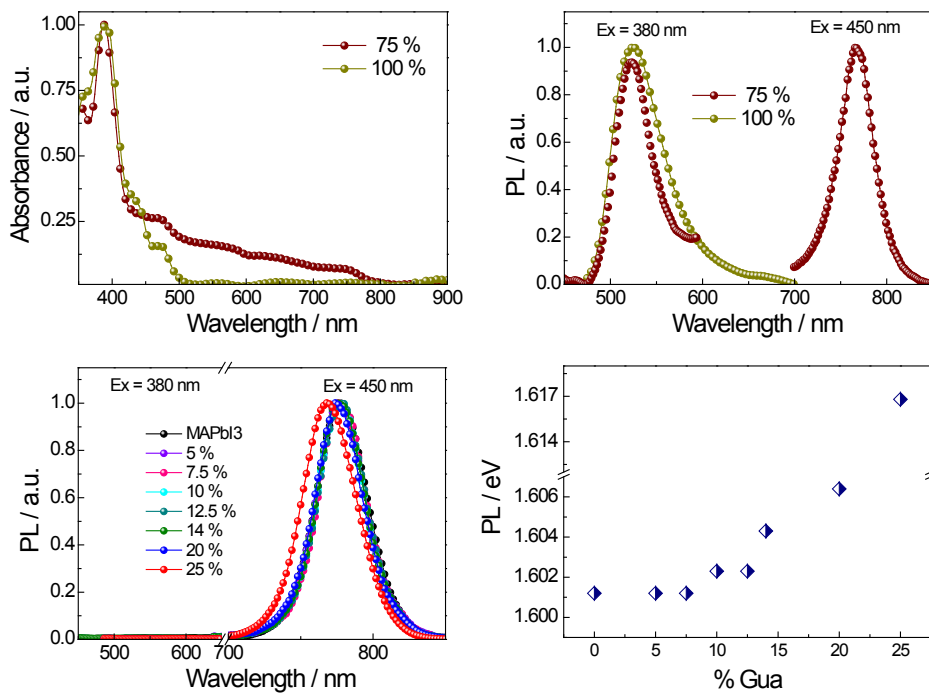 1.00
0.75
0.50
0.25
Absorbance / a.u.
75 %
100 %
400 500 600 700 800 900
Wavelength / nm
Ex = 380 nm
Ex = 450 nm
1.0
0.8
0.6
0.4
0.2
0.0
PL / a.u.
75 %
100 %
500 600 700 800
Wavelength / nm
Ex = 380 nm
Ex = 450 nm
1.0
0.8
0.6
0.4
0.2
0.0
PL / a.u.
MAPbI3
5 %
7.5 %
10 %
12.5 %
14 %
20 %
25 %
500 600 700 800
Wavelength / nm
1.617
1.614
1.606
1.604
1.602
1.600
PL / eV
0 5 10 15 20 25
% Gua